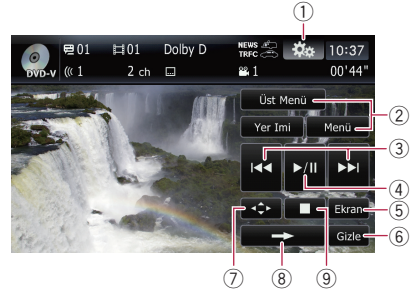 ①
01 01 Dolby D NEWS TRFC 10:37
DVD-V 1 2 ch 1 00'44"
Üst Menü
②
Yer Imi Menü
③
④
Ekran ⑤
Gizle ⑥
⑦ ⑧ ⑨